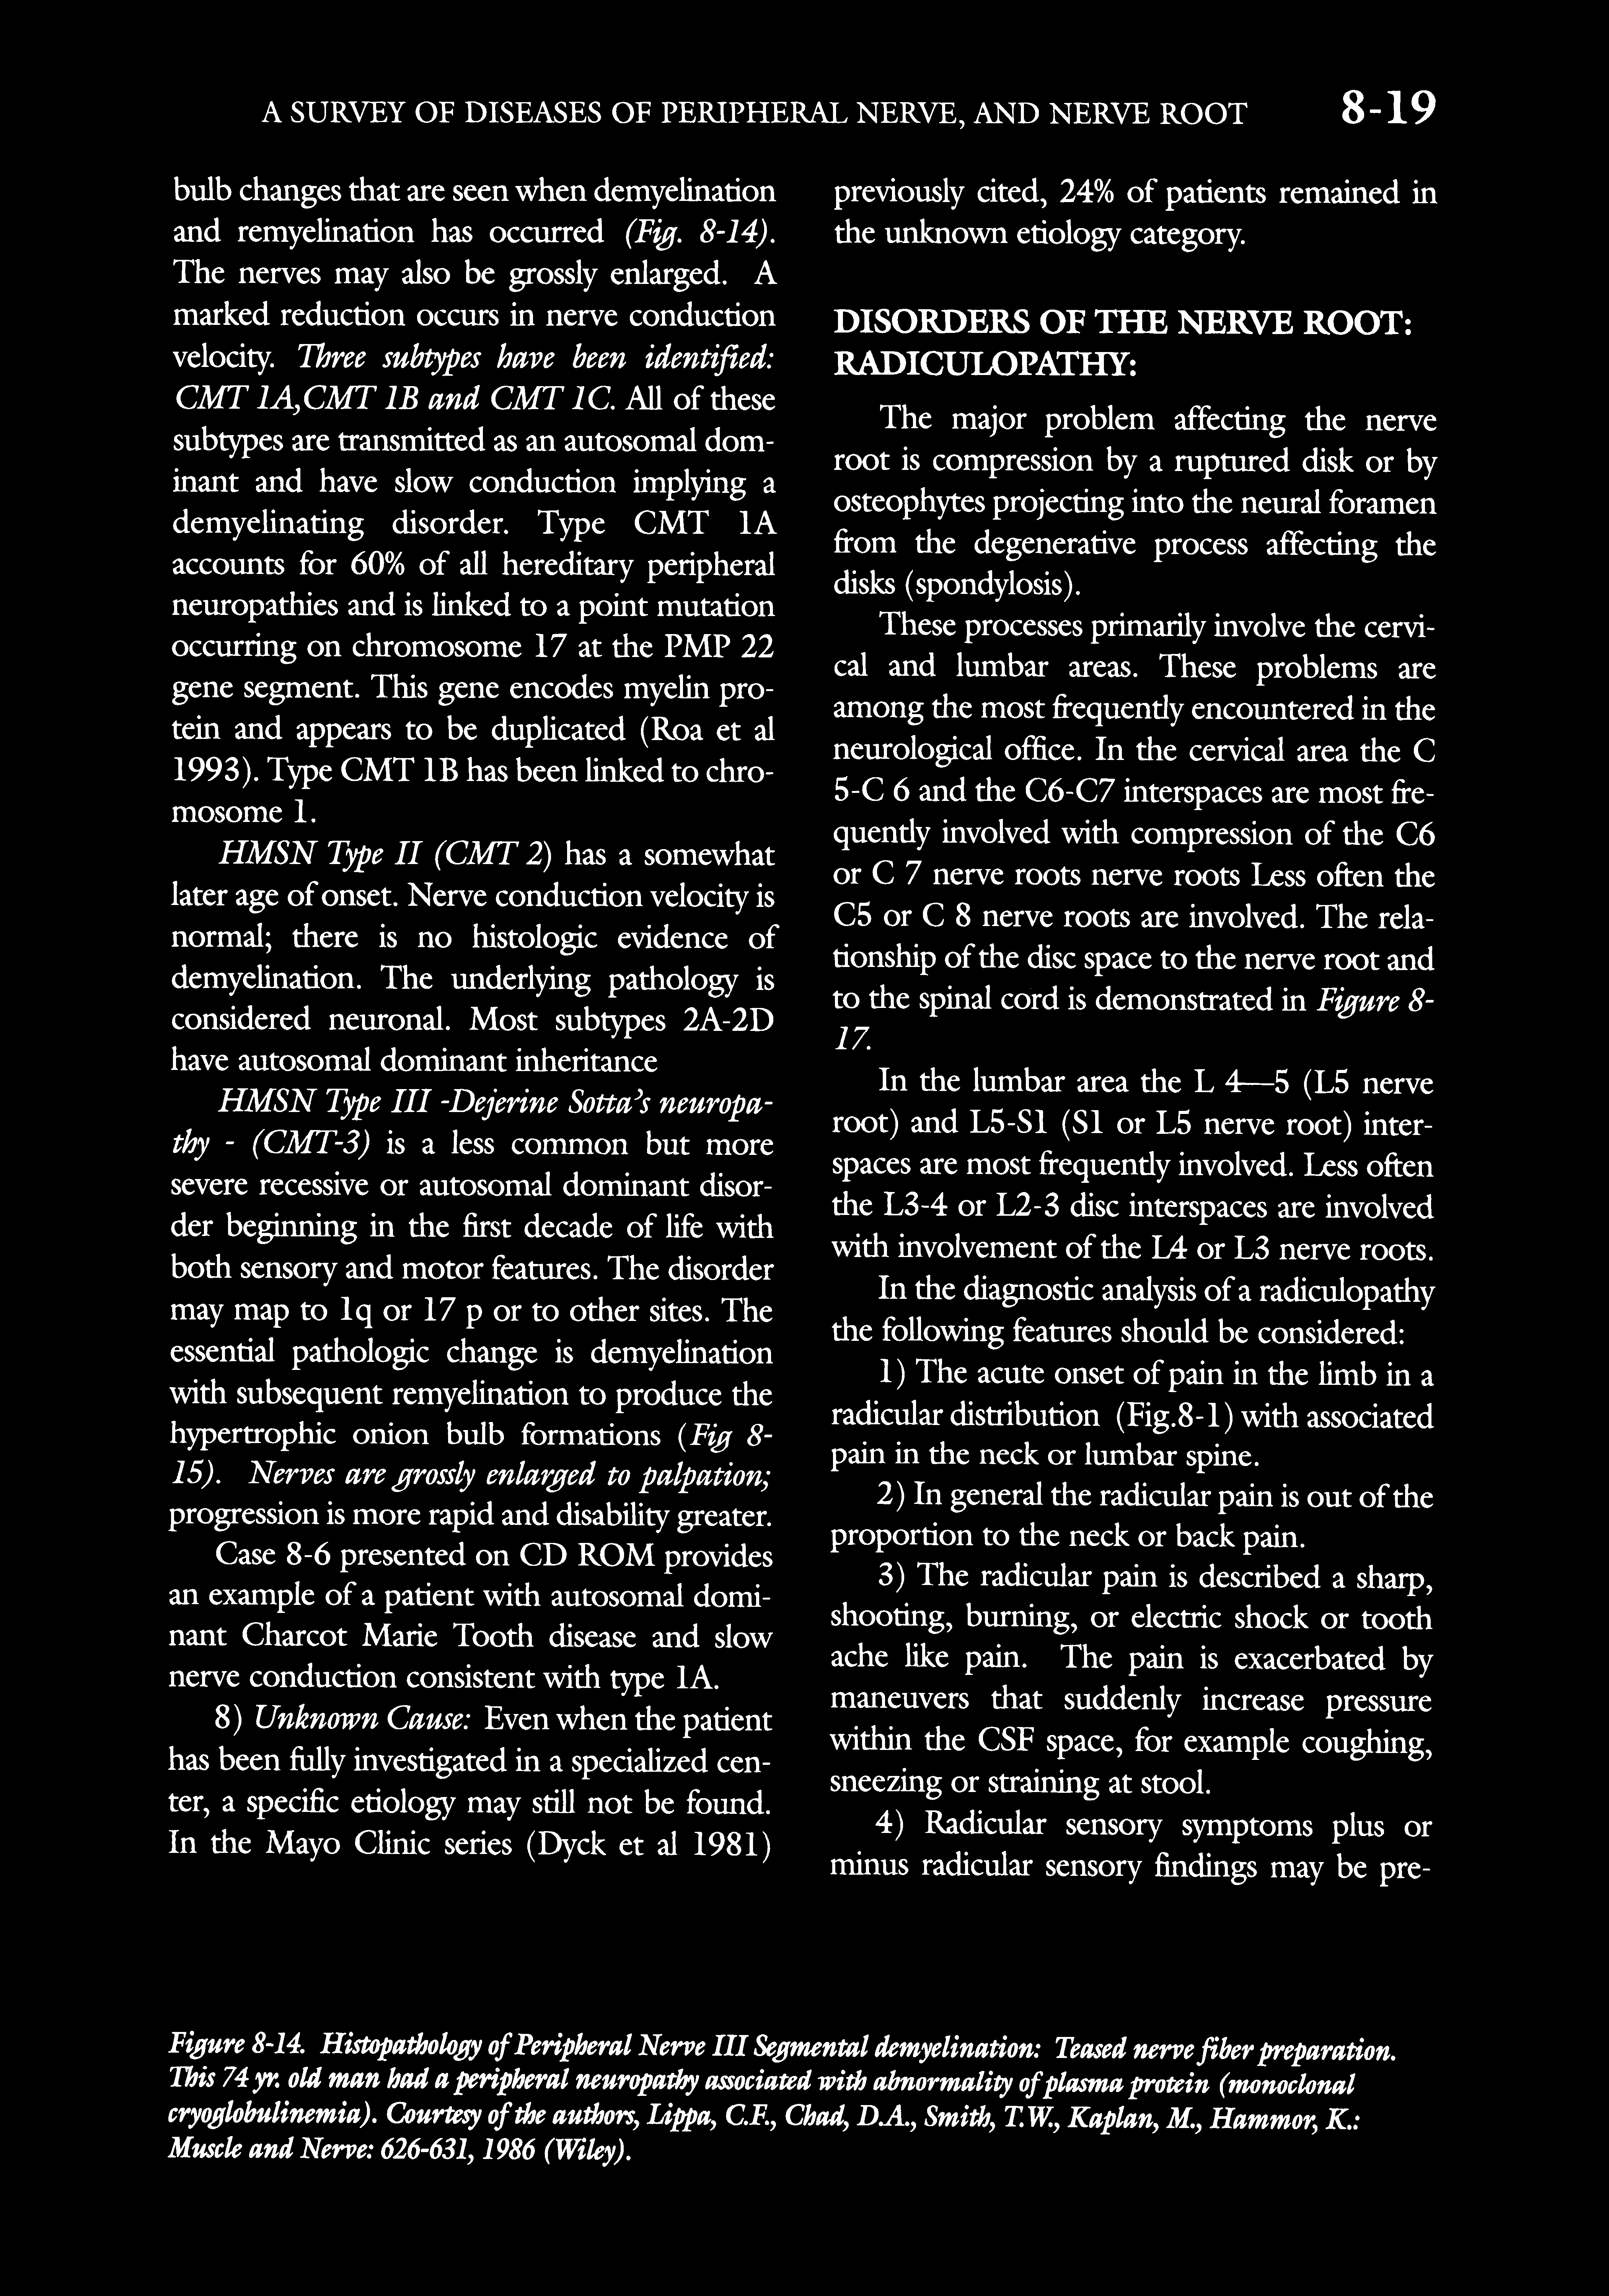 A SURVEY OF DISEASES OF PERIPHERAL NERVE, AND NERVE ROOT 8-19
bulb changes that are seen when demyelination
and remyelination has occurred (Fig. 8-14).
The nerves may also be grossly enlarged. A
marked reduction occurs in nerve conduction
velocity. Three subtypes have been identified:
CMT 1A,CMT 1B and CMT 1C. All of these
subtypes are transmitted as an autosomal dom-
inant and have slow conduction implying a
demyelinating disorder. Type CMT 1A
accounts for 60% of all hereditary peripheral
neuropathies and is linked to a point mutation
occurring on chromosome 17 at the PMP 22
gene segment. This gene encodes myelin pro-
tein and appears to be duplicated (Roa et al
1993). Type CMT 1B has been linked to chro-
mosome 1.
HMSN Type II (CMT 2) has a somewhat
later age of onset. Nerve conduction velocity is
normal; there is no histologic evidence of
demyelination. The underlying pathology is
considered neuronal. Most subtypes 2A-2D
have autosomal dominant inheritance
HMSN Type III -Dejerine Sotta's neuropa-
thy - (CMT-3) is a less common but more
severe recessive or autosomal dominant disor-
der beginning in the first decade of life with
both sensory and motor features. The disorder
may map to 1q or 17 p or to other sites. The
essential pathologic change is demyelination
with subsequent remyelination to produce the
hypertrophic onion bulb formations (Fig 8-
15). Nerves are grossly enlarged to palpation;
progression is more rapid and disability greater.
Case 8-6 presented on CD ROM provides
an example of a patient with autosomal domi-
nant Charcot Marie Tooth disease and slow
nerve conduction consistent with type 1A.
8) Unknown Cause: Even when the patient
has been fully investigated in a specialized cen-
ter, a specific etiology may still not be found.
In the Mayo Clinic series (Dyck et al 1981)
previously cited, 24% of patients remained in
the unknown etiology category.
DISORDERS OF THE NERVE ROOT:
RADICULOPATHY:
The major problem affecting the nerve
root is compression by a ruptured disk or by
osteophytes projecting into the neural foramen
from the degenerative process affecting the
disks (spondylosis).
These processes primarily involve the cervi-
cal and lumbar areas. These problems are
among the most frequently encountered in the
neurological office. In the cervical area the C
5-C 6 and the C6-C7 interspaces are most fre-
quently involved with compression of the C6
or C 7 nerve roots nerve roots Less often the
C5 or C 8 nerve roots are involved. The rela-
tionship of the disc space to the nerve root and
to the spinal cord is demonstrated in Figure 8-
17.
In the lumbar area the L 4—5 (L5 nerve
root) and L5-S1 (S1 or L5 nerve root) inter-
spaces are most frequently involved. Less often
the L3-4 or L2-3 disc interspaces are involved
with involvement of the L4 or L3 nerve roots.
In the diagnostic analysis of a radiculopathy
the following features should be considered:
1) The acute onset of pain in the limb in a
radicular distribution (Fig.8-1) with associated
pain in the neck or lumbar spine.
2) In general the radicular pain is out of the
proportion to the neck or back pain.
3) The radicular pain is described a sharp,
shooting, burning, or electric shock or tooth
ache like pain. The pain is exacerbated by
maneuvers that suddenly increase pressure
within the CSF space, for example coughing,
sneezing or straining at stool.
4) Radicular sensory symptoms plus or
minus radicular sensory findings may be pre-
Figure 8-14. Histopathology of Peripheral Nerve III Segmental demyelination: Teased nerve fiber preparation.
This 74 yr. old man had a peripheral neuropathy associated with abnormality of plasma protein (monoclonal
cryoglobulinemia). Courtesy of the authors, Lippa, C.F., Chad, D.A., Smith, T.W., Kaplan, M., Hammor, K.:
Muscle and Nerve: 626-631, 1986 (Wiley).